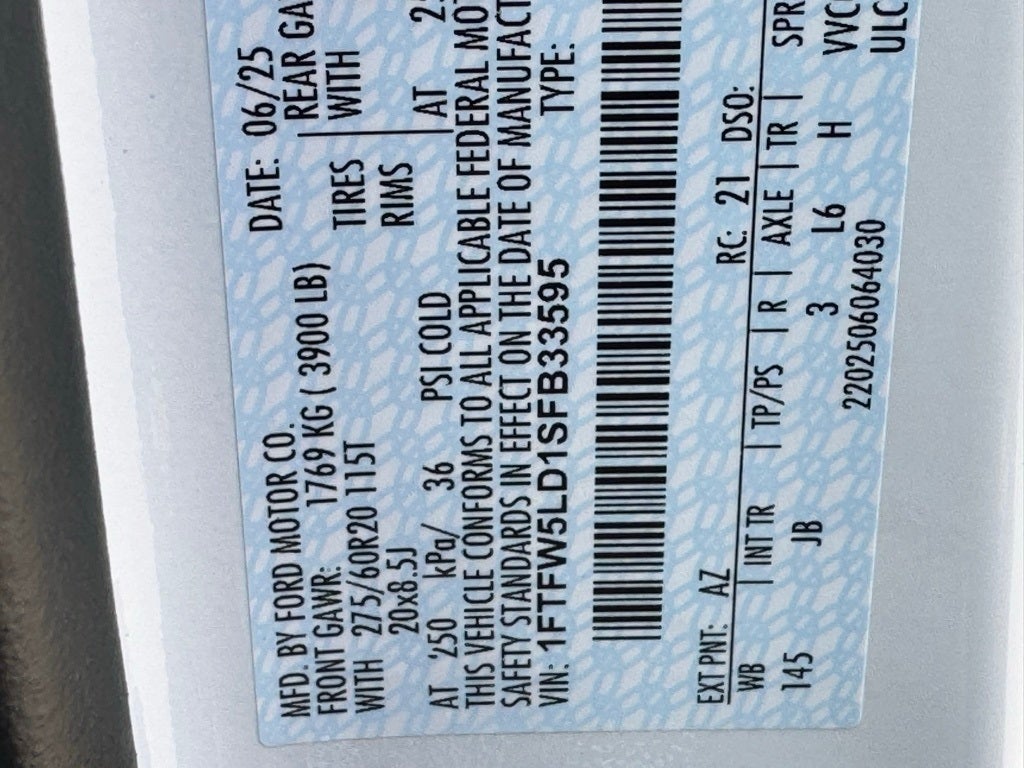 MFD. BY FORD MOTOR CO. DATE: 06/25
FRONT GAWR: 1769 KG ( 3900 LB) REAR GA
WITH 275/60R20 115T TIRES WITH
20x8.5J RIMS
AT 250 kPa/ 36 PSI COLD AT 25
THIS VEHICLE CONFORMS TO ALL APPLICABLE FEDERAL MOT
SAFETY STANDARDS IN EFFECT ON THE DATE OF MANUFACT
VIN: 1FTFW5LD1SFB33595 TYPE:
EXT PNT: AZ RC: 21 DSO:
WB | INT TR | TP/PS | R | AXLE | TR | SPR
145 JB 3 L6 H VVC
220250606403​0 ULC